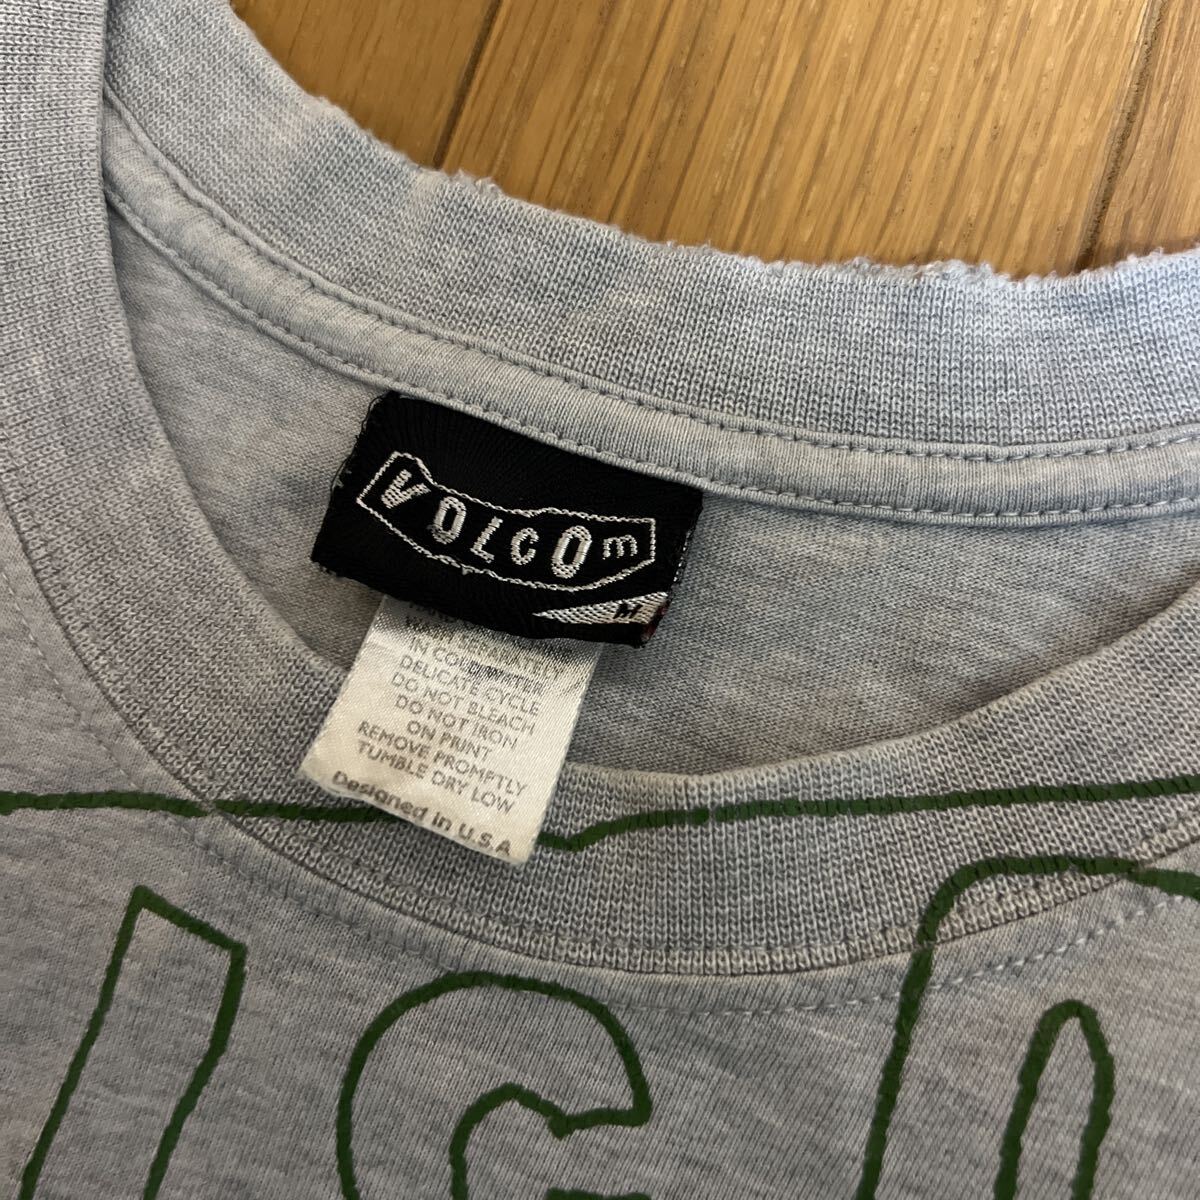 VOLCOm
M
IN COLD WATER
DELICATE CYCLE
DO NOT BLEACH
DO NOT IRON
ON PRINT
REMOVE PROMPTLY
TUMBLE DRY LOW
Designed in U.S.A